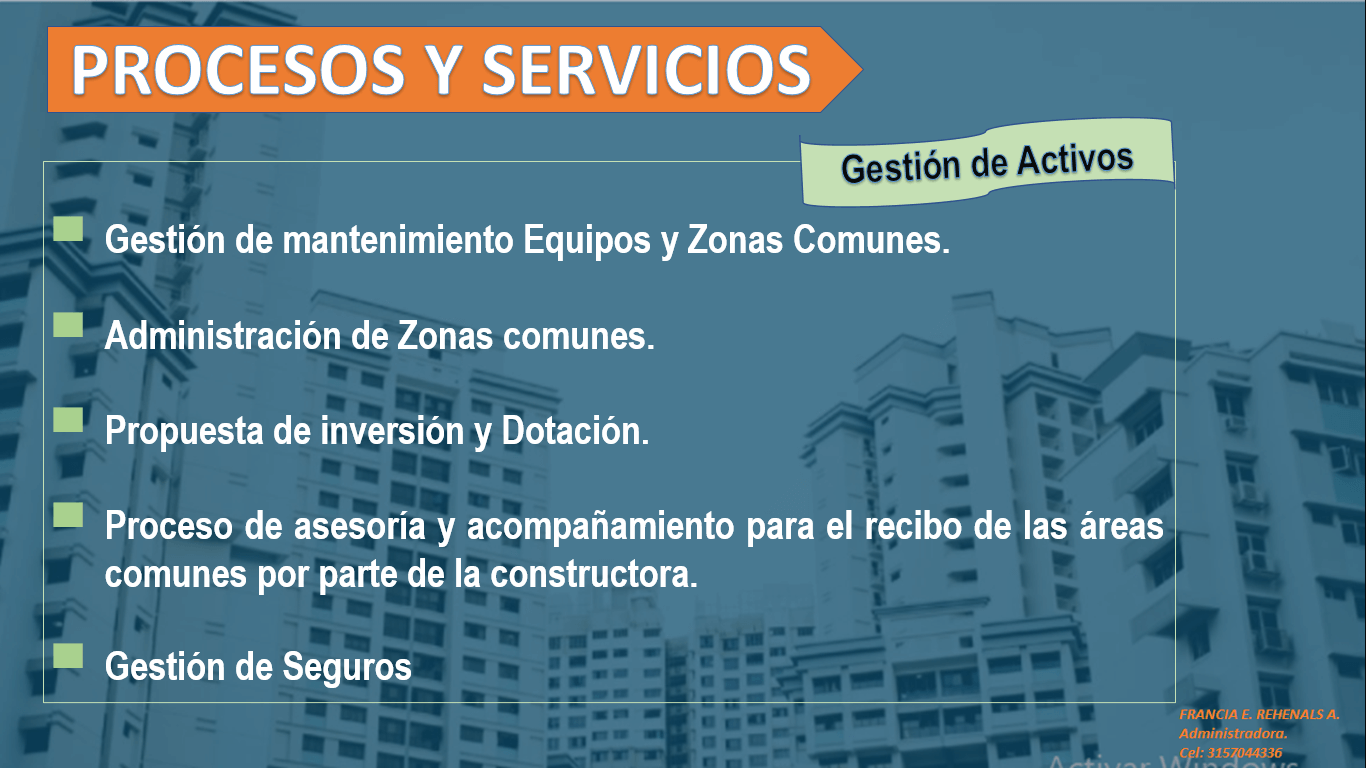 PROCESOS Y SERVICIOS
Gestión de Activos
Gestión de mantenimiento Equipos y Zonas Comunes.
Administración de Zonas comunes.
Propuesta de inversión y Dotación.
Proceso de asesoría y acompañamiento para el recibo de las áreas
comunes por parte de la constructora.
Gestión de Seguros
FRANCIA E. REHENALS A.
Administradora.
Cel: 3157044336
Activar Windows